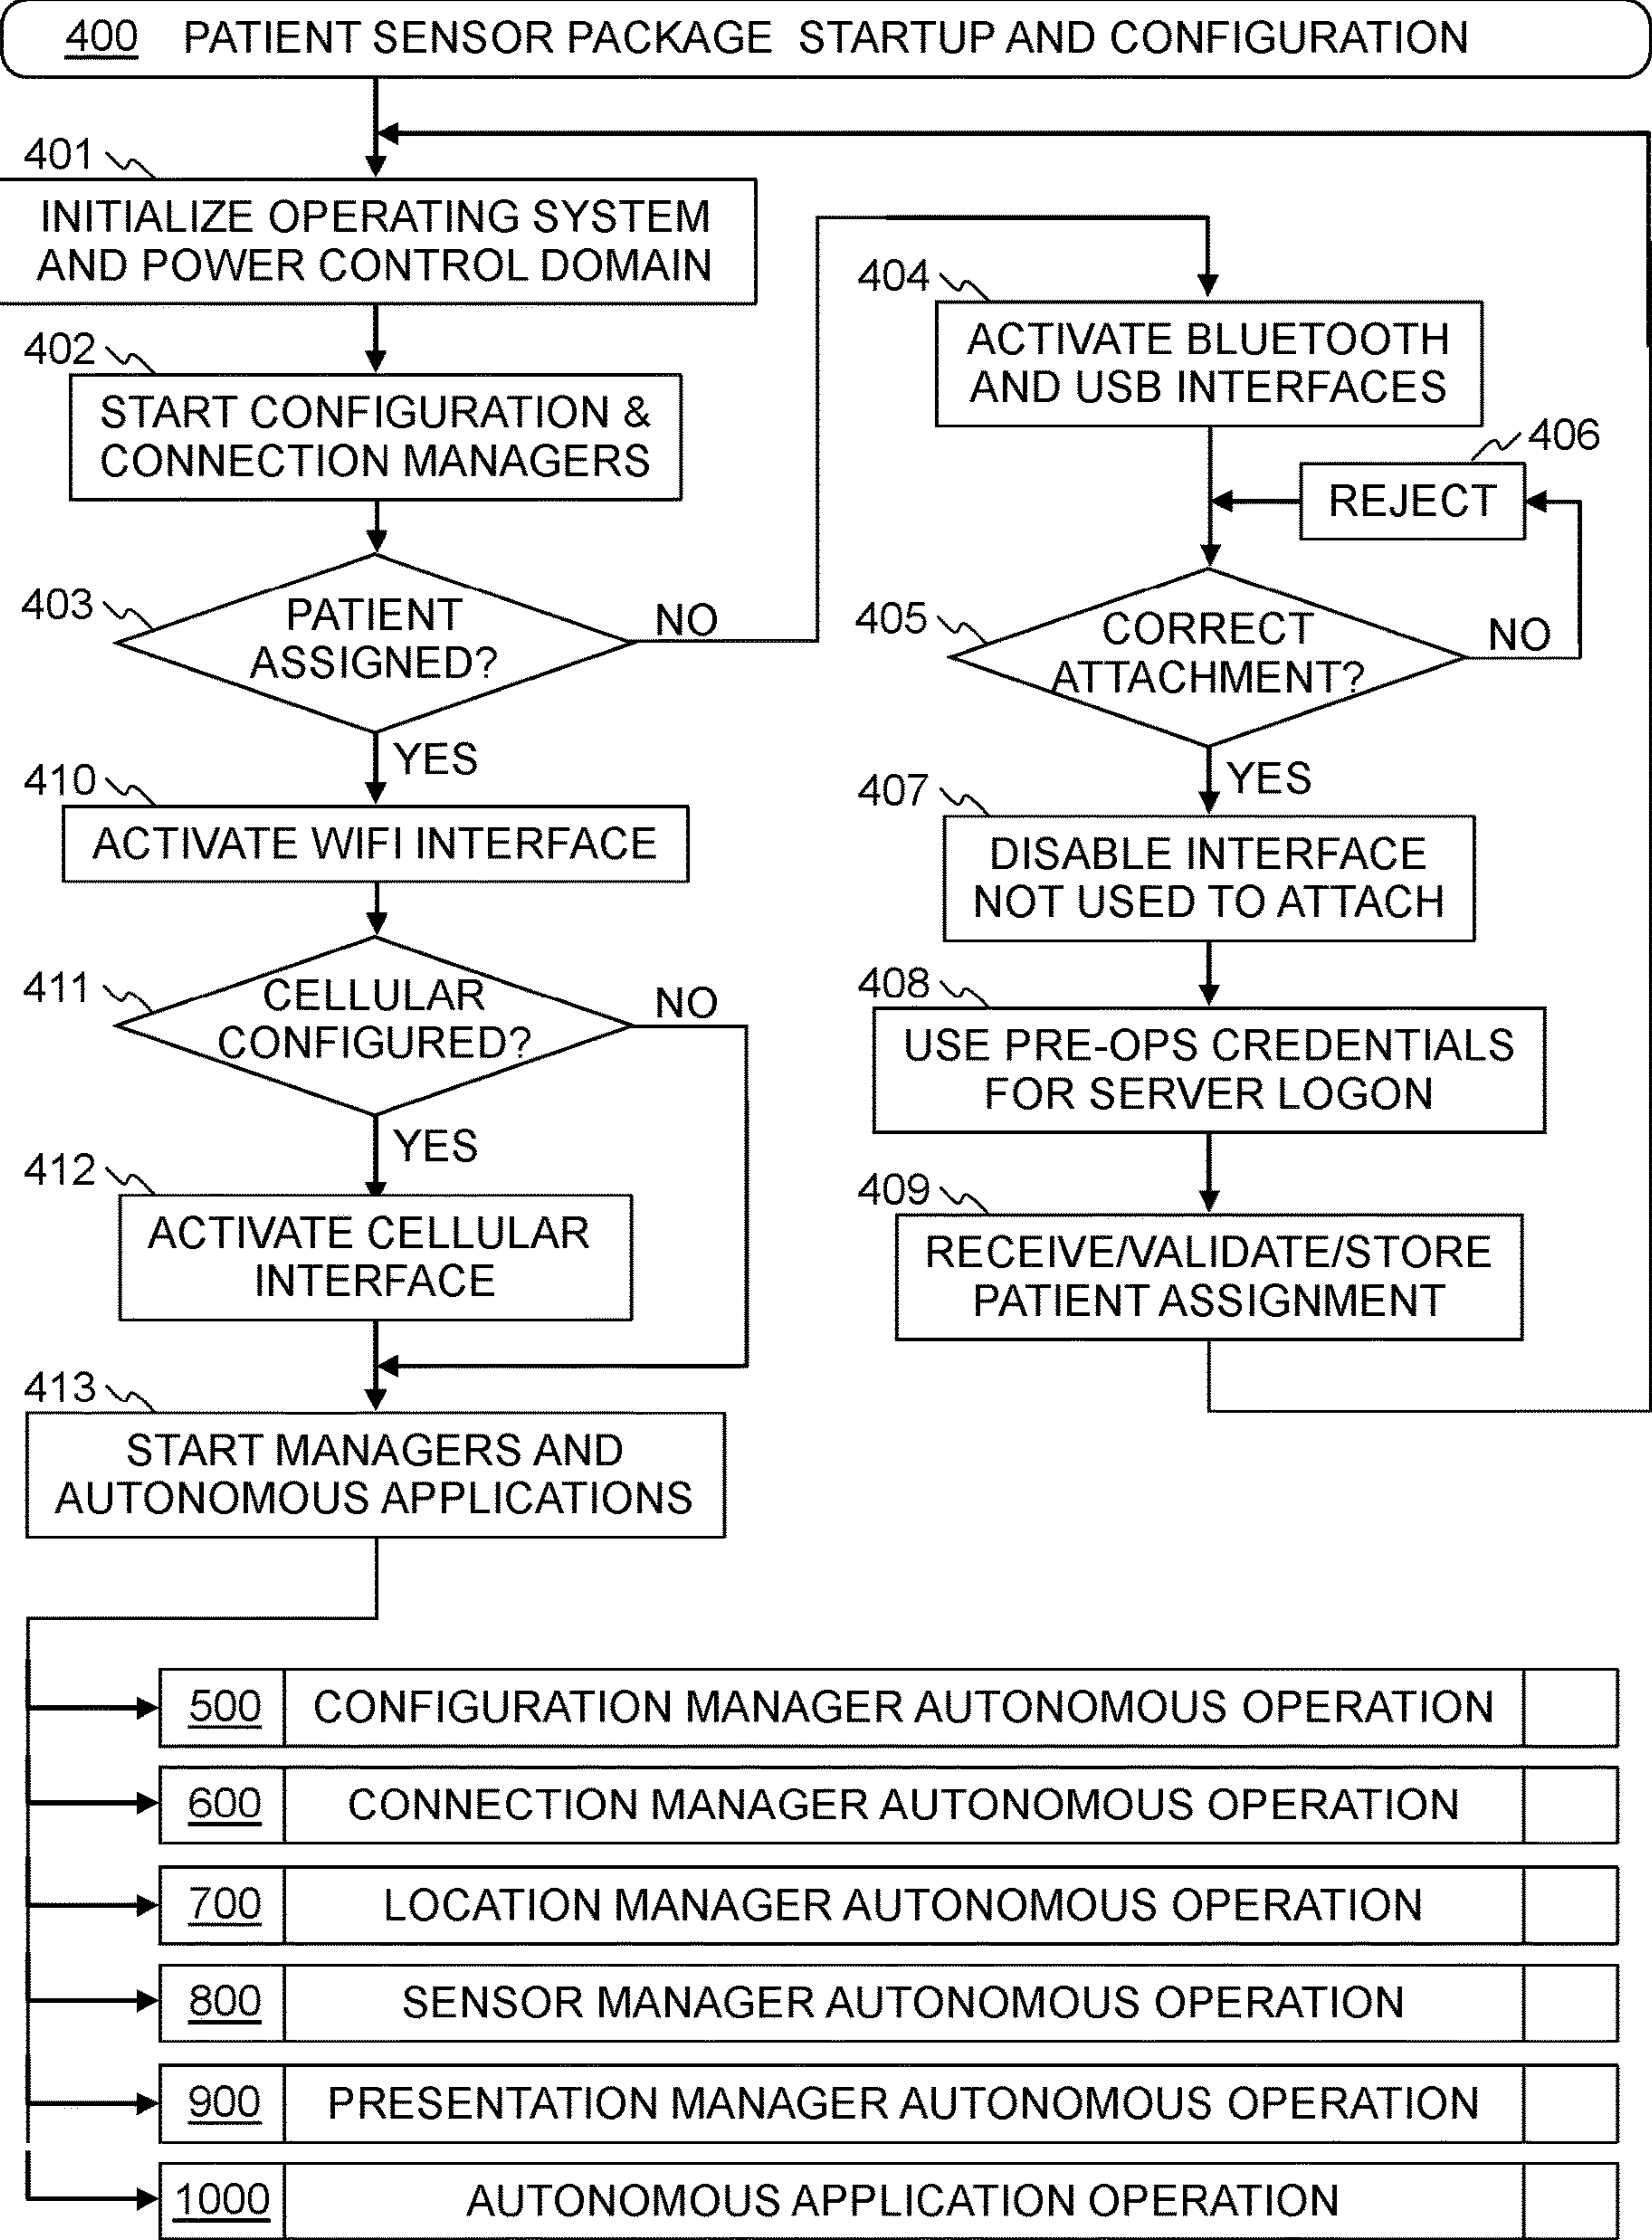 400 PATIENT SENSOR PACKAGE STARTUP AND CONFIGURATION
401
INITIALIZE OPERATING SYSTEM
AND POWER CONTROL DOMAIN
402
START CONFIGURATION &
CONNECTION MANAGERS
403
PATIENT
ASSIGNED?
NO
YES
404
ACTIVATE BLUETOOTH
AND USB INTERFACES
406
REJECT
405
CORRECT
ATTACHMENT?
NO
YES
407
DISABLE INTERFACE
NOT USED TO ATTACH
408
USE PRE-OPS CREDENTIALS
FOR SERVER LOGON
409
RECEIVE/VALIDATE/STORE
PATIENT ASSIGNMENT
410
ACTIVATE WIFI INTERFACE
411
CELLULAR
CONFIGURED?
NO
YES
412
ACTIVATE CELLULAR
INTERFACE
413
START MANAGERS AND
AUTONOMOUS APPLICATIONS
500 CONFIGURATION MANAGER AUTONOMOUS OPERATION
600 CONNECTION MANAGER AUTONOMOUS OPERATION
700 LOCATION MANAGER AUTONOMOUS OPERATION
800 SENSOR MANAGER AUTONOMOUS OPERATION
900 PRESENTATION MANAGER AUTONOMOUS OPERATION
1000 AUTONOMOUS APPLICATION OPERATION